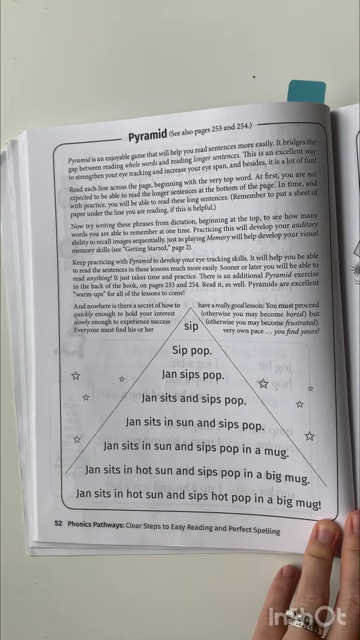 Pyramid (See also pages 253 and 254.)
Pyramid is an enjoyable game that will help you read sentences more easily. It bridges the
gap between reading whole words and reading longer sentences. This is an excellent way
to strengthen your eye tracking and increase your eye span, and besides, it is a lot of fun!
Read each line across the page, beginning with the very top word. At first, you are not
expected to be able to read the longer sentences at the bottom of the page. In time, and
with practice, you will be able to read these long sentences. (Remember to put a sheet of
paper under the line you are reading, if this is helpful.)
Now try writing these phrases from dictation, beginning at the top, to see how many
words you are able to remember at one time. Practicing this will develop your auditory
ability to recall images sequentially, just as playing Memory will help develop your visual
memory skills (see "Getting Started," page 2).
Keep practicing with Pyramid to develop your eye-tracking skills. It will help you be able
to read the sentences in these lessons much more easily. Sooner or later you will be able to
read anything! It just takes time and practice. There is an additional Pyramid exercise
in the back of the book, on pages 253 and 254. Read it, as well. Pyramids are excellent
"warm-ups" for all of the lessons to come!
And nowhere is there a secret of how to
quickly enough to hold your interest
slowly enough to experience success
Everyone must find his or her
have a really good lesson: You must proceed
(otherwise you may become bored) but
(otherwise you may become frustrated).
very own pace ... you find yours!
sip
Sip pop.
Jan sips pop.
Jan sits and sips pop.
Jan sits in sun and sips pop.
Jan sits in sun and sips pop in a mug.
Jan sits in hot sun and sips pop in a big mug.
Jan sits in hot sun and sips hot pop in a big mug!
52 Phonics Pathways: Clear Steps to Easy Reading and Perfect Spelling
InShot